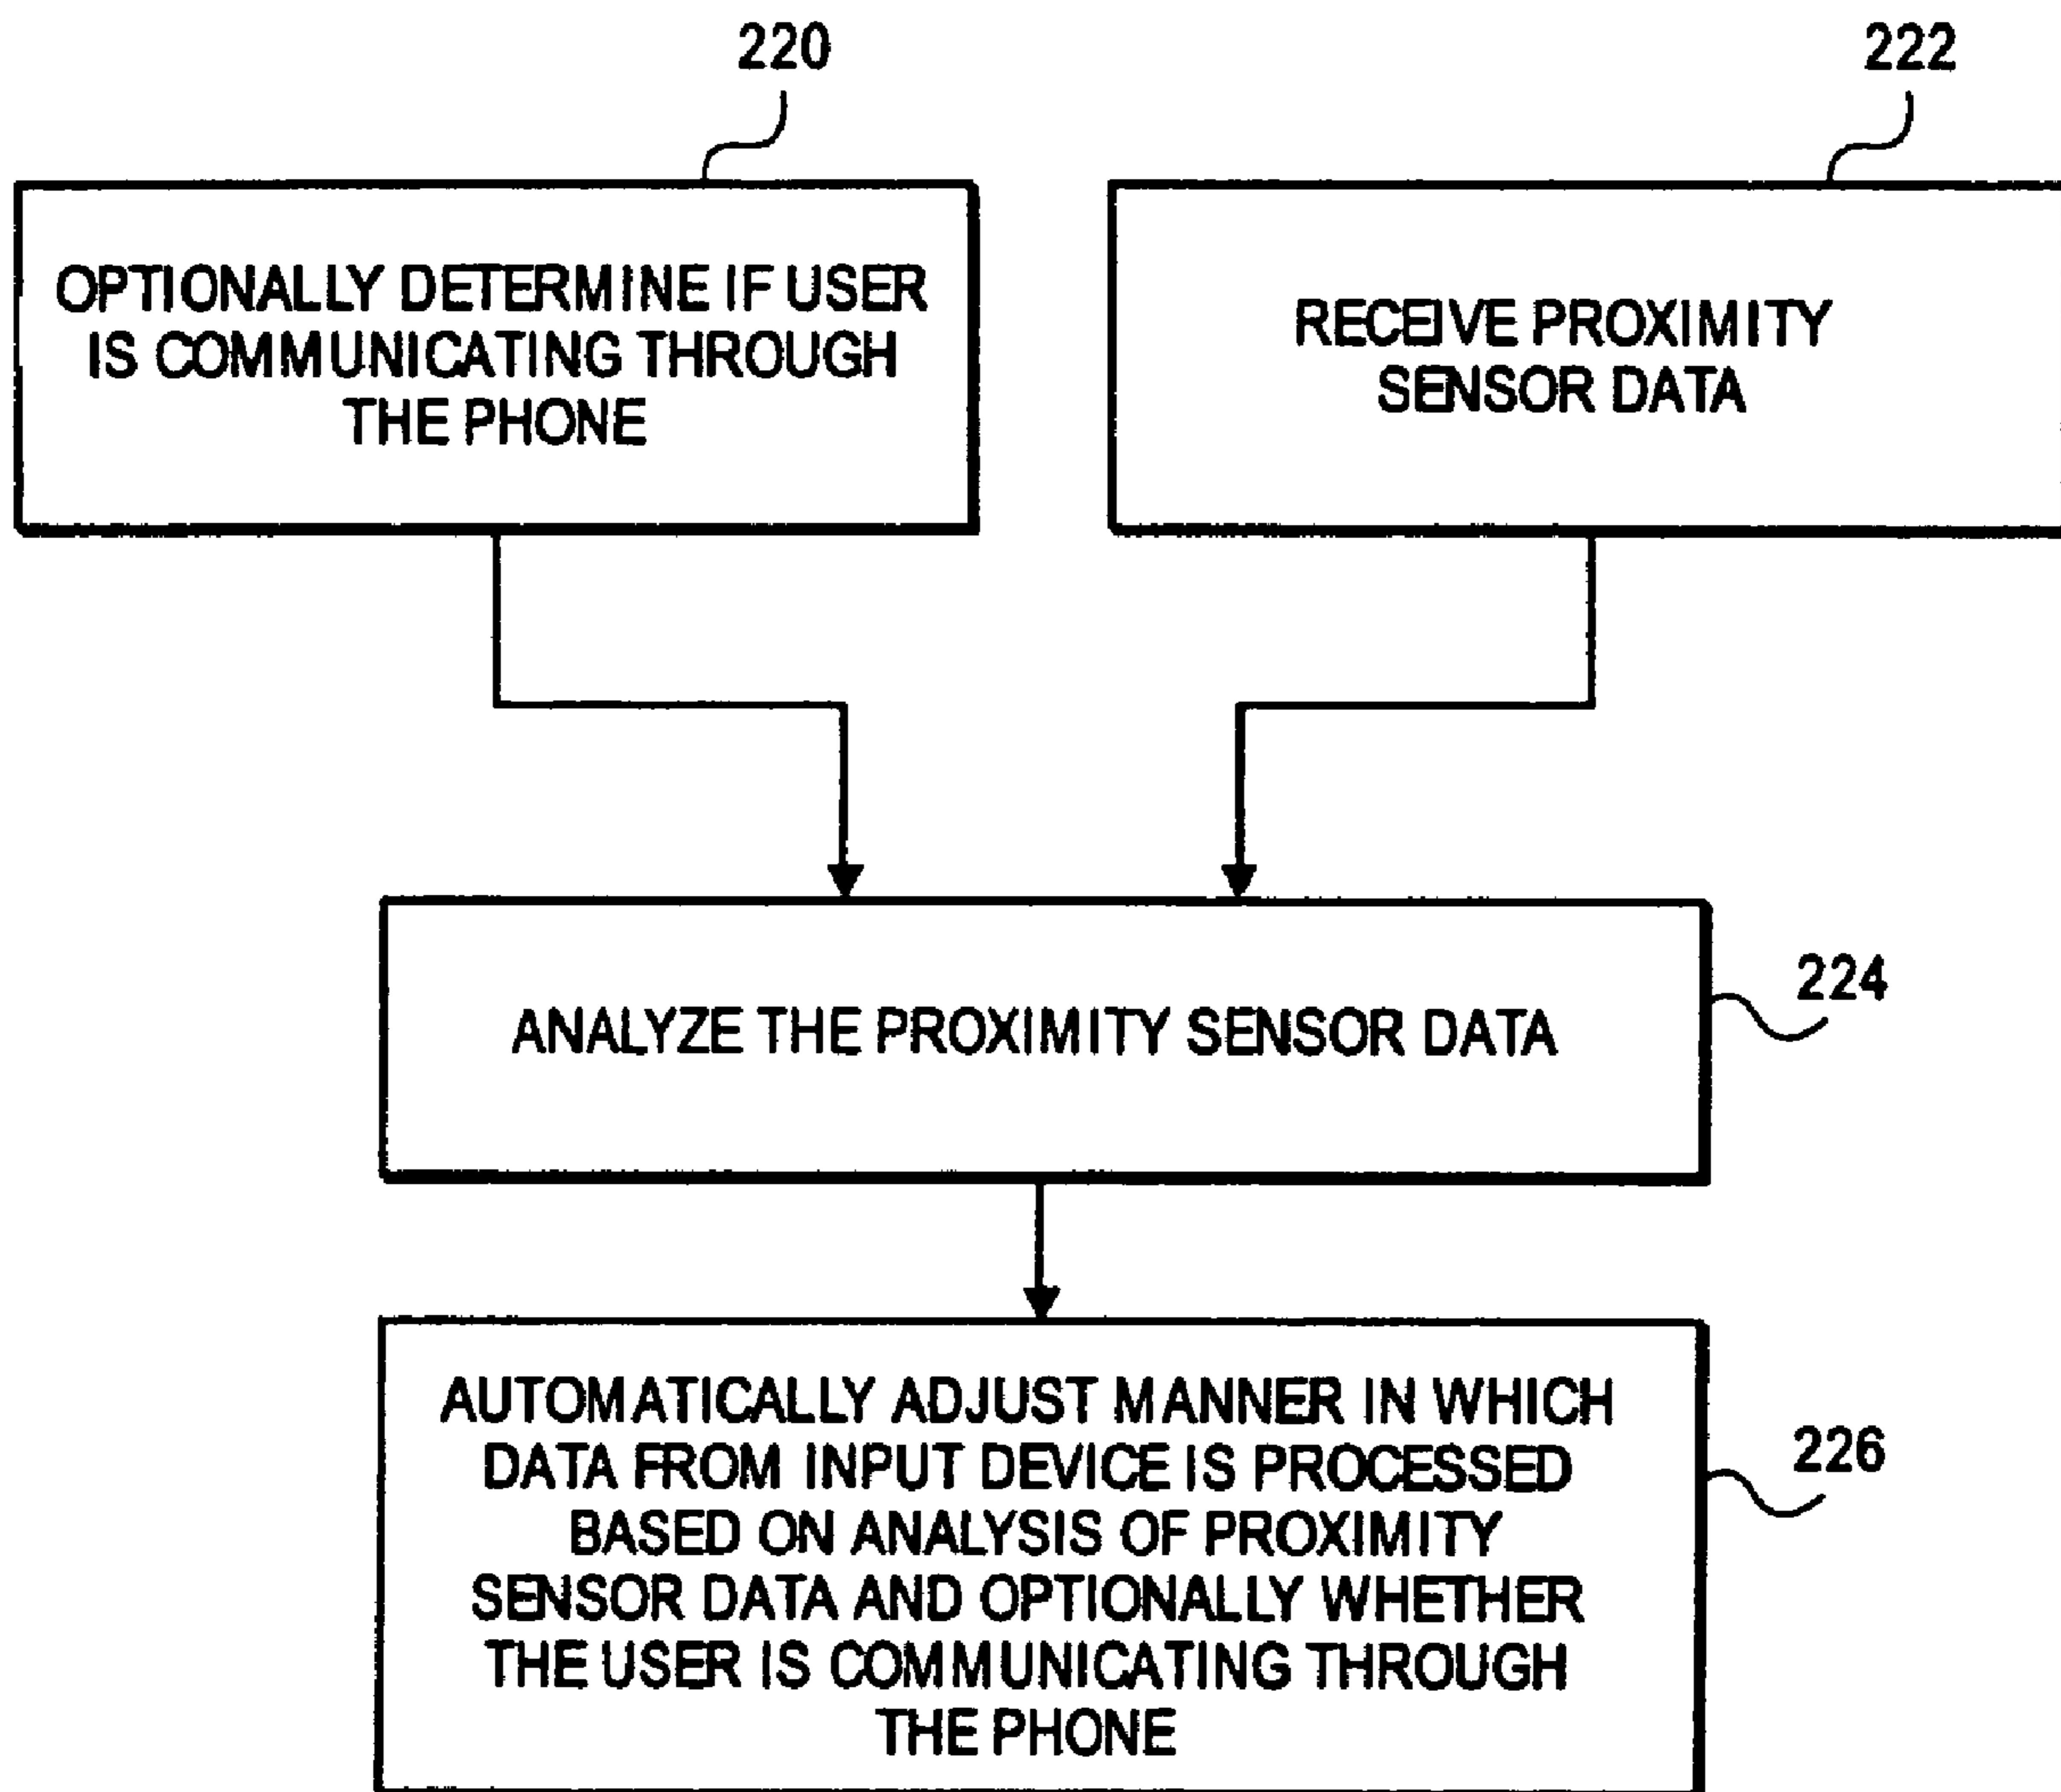 220
222
OPTIONALLY DETERMINE IF USER
IS COMMUNICATING THROUGH
THE PHONE
RECEIVE PROXIMITY
SENSOR DATA
ANALYZE THE PROXIMITY SENSOR DATA
224
AUTOMATICALLY ADJUST MANNER IN WHICH
DATA FROM INPUT DEVICE IS PROCESSED
BASED ON ANALYSIS OF PROXIMITY
SENSOR DATA AND OPTIONALLY WHETHER
THE USER IS COMMUNICATING THROUGH
THE PHONE
226